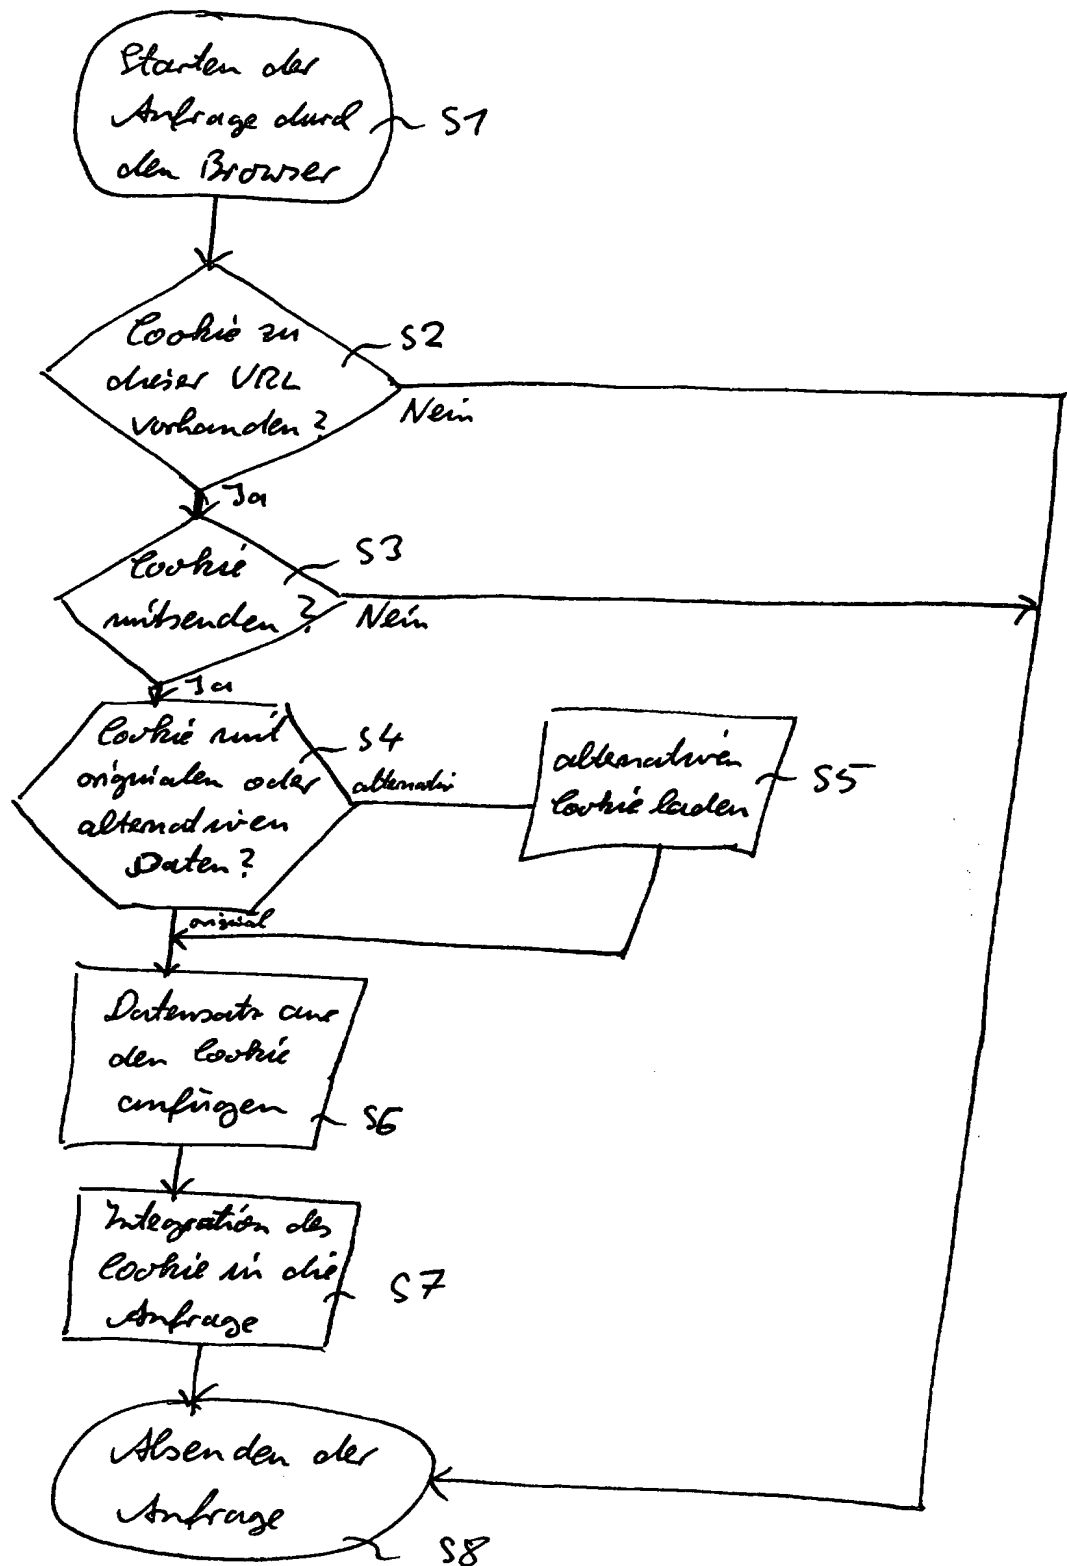 Starten der
Anfrage durch
den Browser
S1
Cookie zu
dieser URL
vorhanden?
S2
Nein
Ja
Cookie
mitsenden?
S3
Nein
Ja
Cookie mit
originalen oder
alternativen
Daten?
S4
alternativ
alternativen
Cookie laden
S5
original
Datensatz aus
den Cookie
anfügen
S6
Integration des
Cookie in die
Anfrage
S7
Absenden der
Anfrage
S8